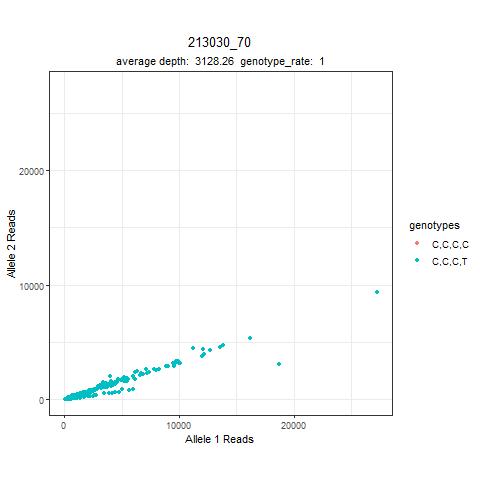 213030_70
average depth:  3128.26  genotype_rate:  1
Allele 2 Reads
20000
10000
0
0
10000
20000
Allele 1 Reads
genotypes
C,C,C,C
C,C,C,T